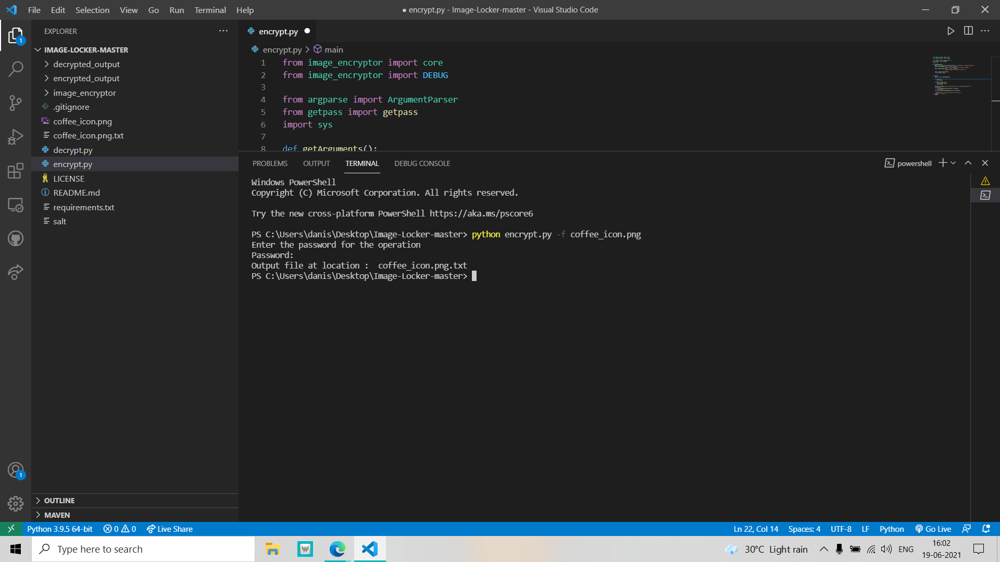 File Edit Selection View Go Run Terminal Help
● encrypt.py - Image-Locker-master - Visual Studio Code
EXPLORER
IMAGE-LOCKER-MASTER
decrypted_output
encrypted_output
image_encryptor
.gitignore
coffee_icon.png
coffee_icon.png.txt
decrypt.py
encrypt.py
LICENSE
README.md
requirements.txt
salt
OUTLINE
MAVEN
1
1
encrypt.py
encrypt.py > main
1 from image_encryptor import core
2 from image_encryptor import DEBUG
3
4 from argparse import ArgumentParser
5 from getpass import getpass
6 import sys
7
8 def getArguments():
PROBLEMS OUTPUT TERMINAL DEBUG CONSOLE
powershell
Windows PowerShell
Copyright (C) Microsoft Corporation. All rights reserved.
Try the new cross-platform PowerShell https://aka.ms/pscore6
PS C:\Users\danis\Desktop\Image-Locker-master> python encrypt.py -f coffee_icon.png
Enter the password for the operation
Password:
Output file at location :  coffee_icon.png.txt
PS C:\Users\danis\Desktop\Image-Locker-master>
Python 3.9.5 64-bit 0 0 Live Share
Ln 22, Col 14 Spaces: 4 UTF-8 LF Python Go Live
Type here to search
30°C Light rain ENG
16:02
19-06-2021